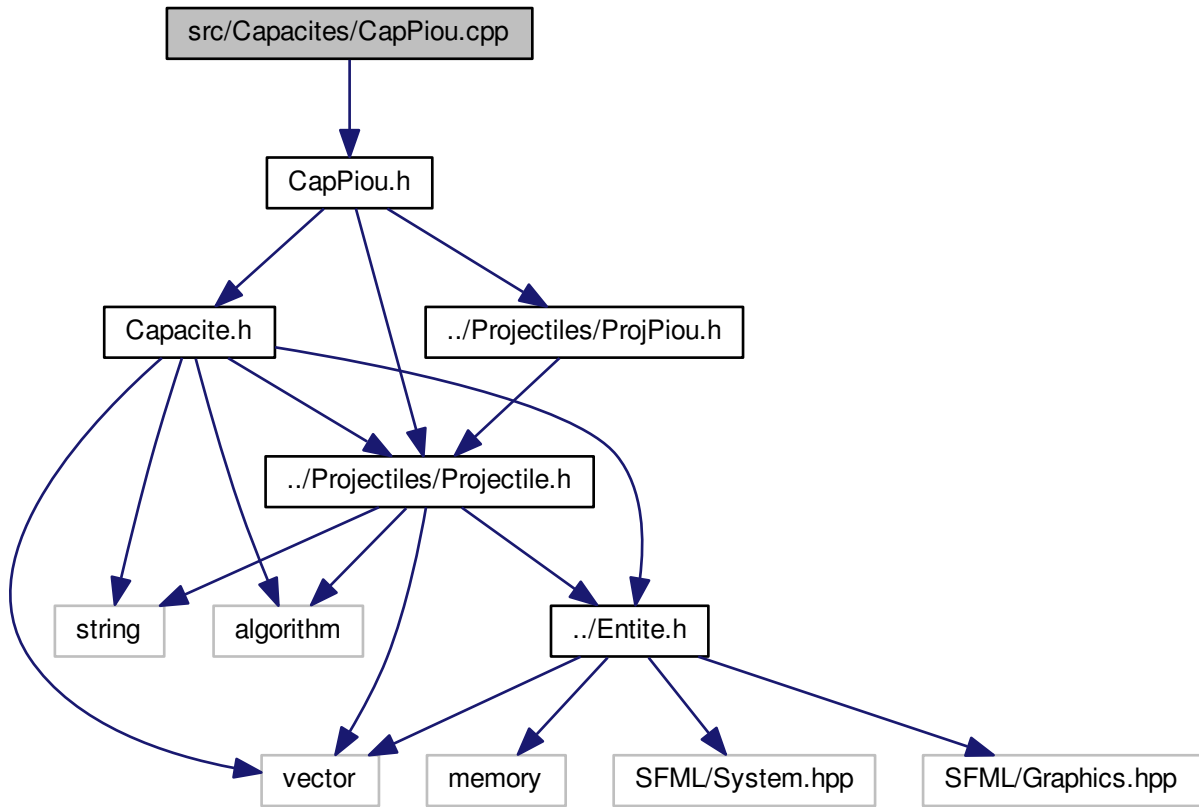 src/Capacites/CapPiou.cpp
CapPiou.h
Capacite.h
../Projectiles/ProjPiou.h
../Projectiles/Projectile.h
string
algorithm
../Entite.h
vector
memory
SFML/System.hpp
SFML/Graphics.hpp